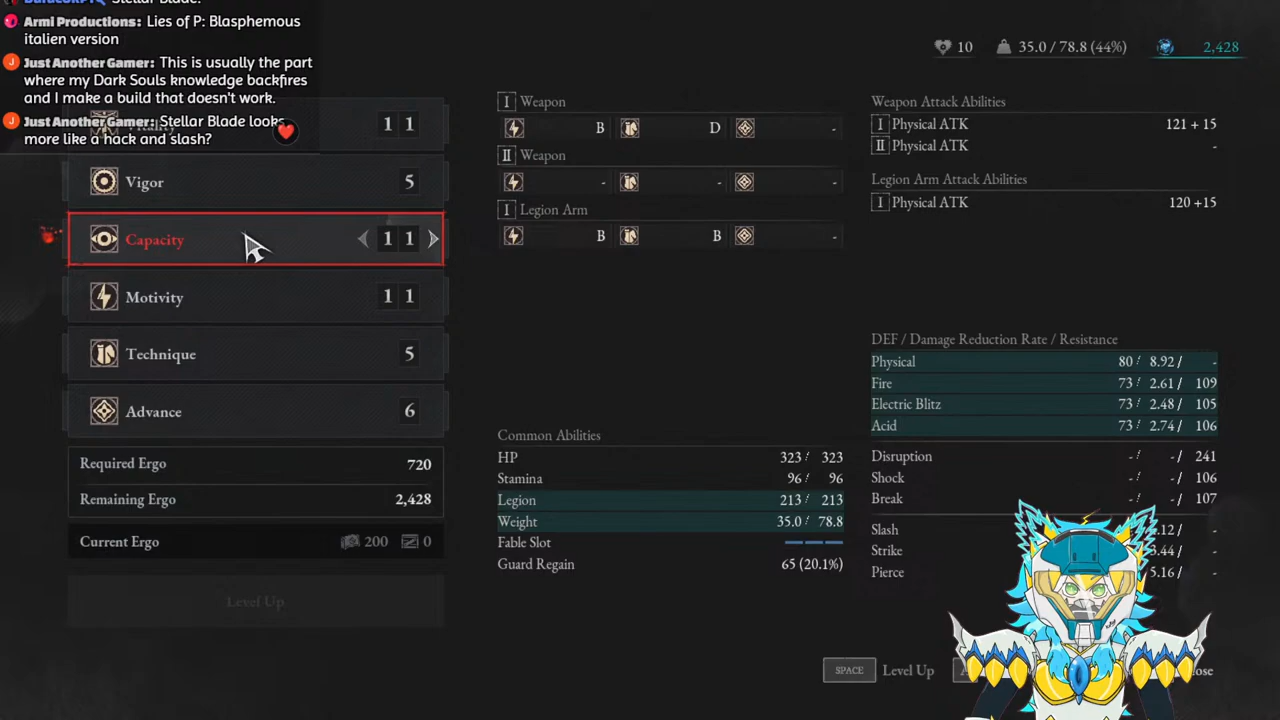 Stellar Blade.
Armi Productions: Lies of P: Blasphemous
italien version
Just Another Gamer: This is usually the part
where my Dark Souls knowledge backfires
and I make a build that doesn't work.
Just Another Gamer: Stellar Blade looks
more like a hack and slash?
10 35.0 / 78.8 (44%) 2,428
Vitality 1 1
Vigor 5
Capacity 1 1
Motivity 1 1
Technique 5
Advance 6
Required Ergo 720
Remaining Ergo 2,428
Current Ergo 200 0
Level Up
I Weapon
B D -
II Weapon
- - -
I Legion Arm
B B -
Common Abilities
HP 323 / 323
Stamina 96 / 96
Legion 213 / 213
Weight 35.0 / 78.8
Fable Slot
Guard Regain 65 (20.1%)
Weapon Attack Abilities
I Physical ATK 121 + 15
II Physical ATK -
Legion Arm Attack Abilities
I Physical ATK 120 +15
DEF / Damage Reduction Rate / Resistance
Physical 80 / 8.92 / -
Fire 73 / 2.61 / 109
Electric Blitz 73 / 2.48 / 105
Acid 73 / 2.74 / 106
Disruption - / - / 241
Shock - / - / 106
Break - / - / 107
Slash .12 / -
Strike .44 / -
Pierce 5.16 / -
SPACE Level Up